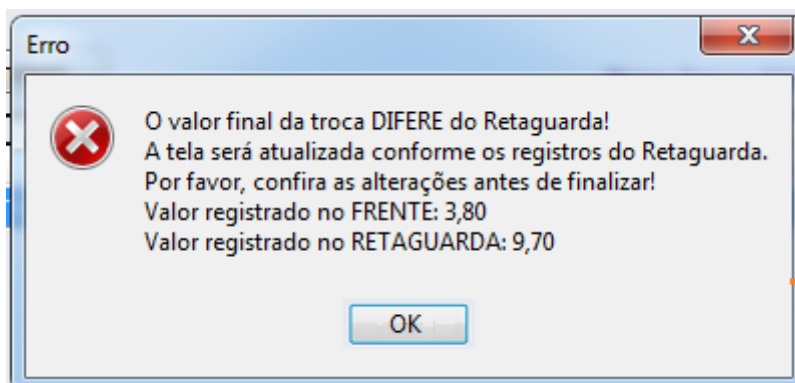 Erro
O valor final da troca DIFERE do Retaguarda!
A tela será atualizada conforme os registros do Retaguarda.
Por favor, confira as alterações antes de finalizar!
Valor registrado no FRENTE: 3,80
Valor registrado no RETAGUARDA: 9,70
OK